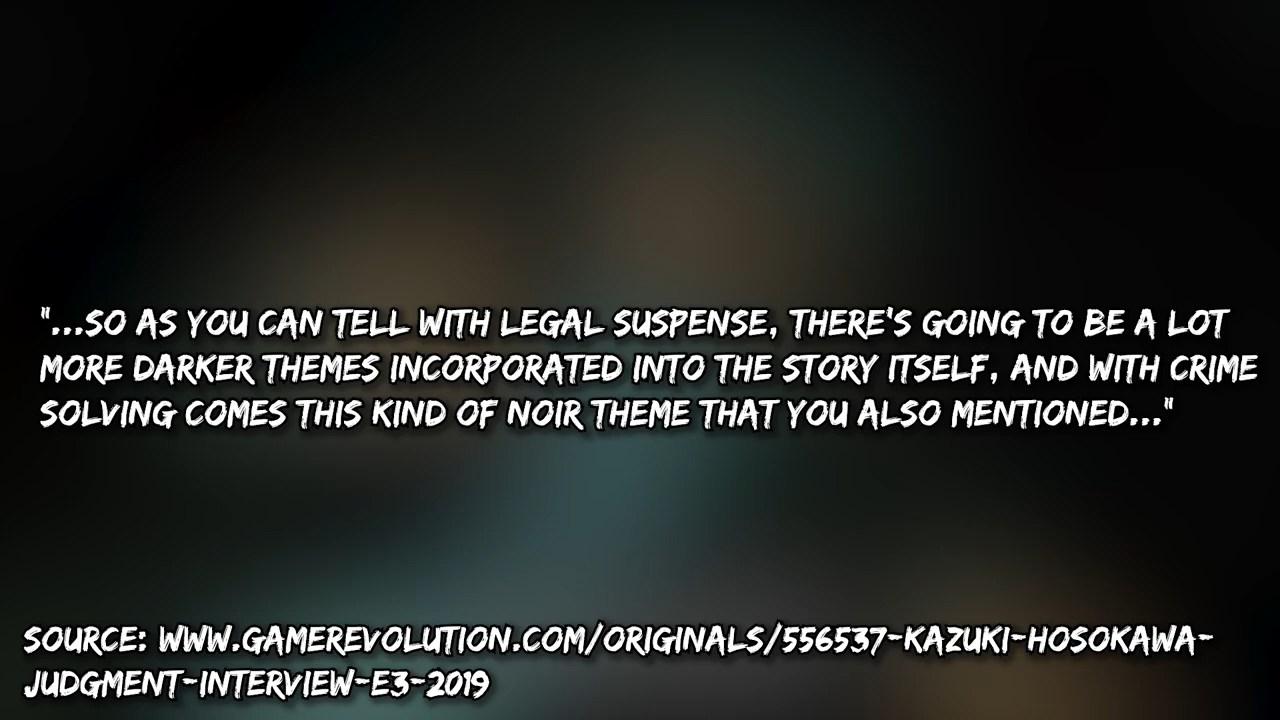 "...SO AS YOU CAN TELL WITH LEGAL SUSPENSE, THERE'S GOING TO BE A LOT
MORE DARKER THEMES INCORPORATED INTO THE STORY ITSELF, AND WITH CRIME
SOLVING COMES THIS KIND OF NOIR THEME THAT YOU ALSO MENTIONED..."
SOURCE: WWW.GAMEREVOLUTION.COM/ORIGINALS/556537-KAZUKI-HOSOKAWA-
JUDGMENT-INTERVIEW-E3-2019